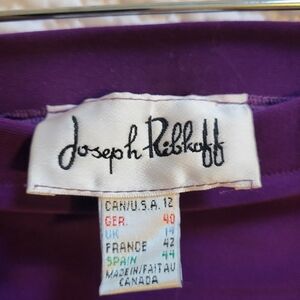 Joseph Ribkoff
CAN/U.S.A. 12
GER. 40
UK 14
FRANCE 42
SPAIN 44
MADE IN/FAIT AU
CANADA